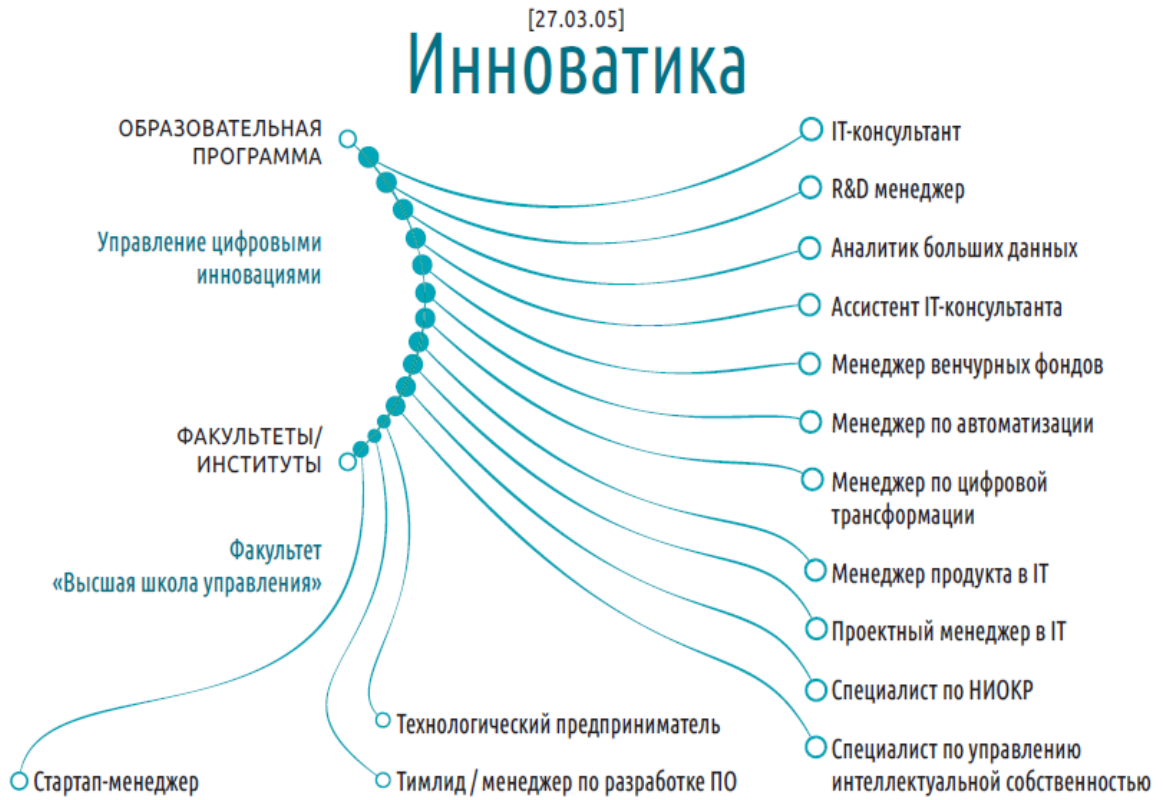 [27.03.05]
Инноватика
ОБРАЗОВАТЕЛЬНАЯ
ПРОГРАММА
Управление цифровыми
инновациями
ФАКУЛЬТЕТЫ/
ИНСТИТУТЫ
Факультет
«Высшая школа управления»
IT-консультант
R&D менеджер
Аналитик больших данных
Ассистент IT-консультанта
Менеджер венчурных фондов
Менеджер по автоматизации
Менеджер по цифровой
трансформации
Менеджер продукта в IT
Проектный менеджер в IT
Специалист по НИОКР
Специалист по управлению
интеллектуальной собственностью
Технологический предприниматель
Тимлид / менеджер по разработке ПО
Стартап-менеджер